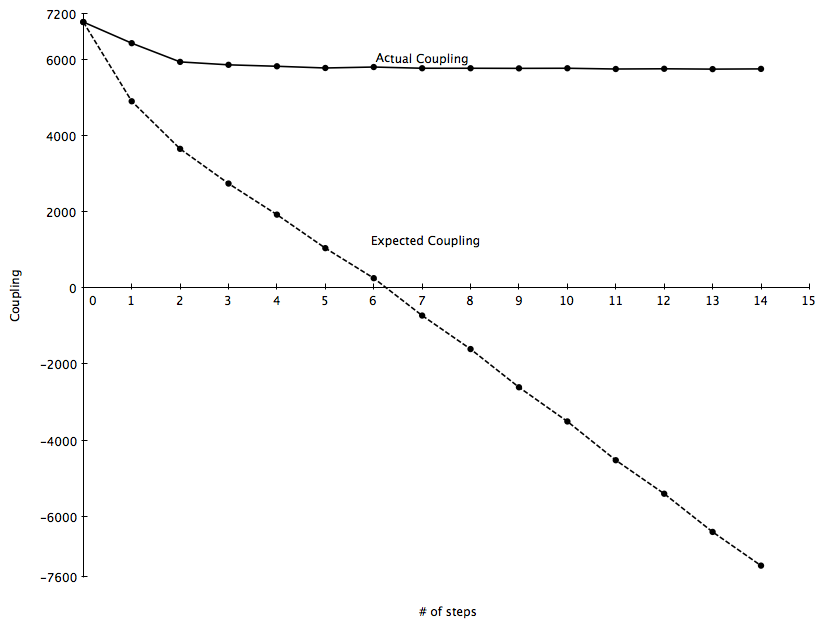 7200
6000
Actual Coupling
4000
2000
Expected Coupling
0
0 1 2 3 4 5 6 7 8 9 10 11 12 13 14 15
Coupling
−2000
−4000
−6000
−7600
# of steps